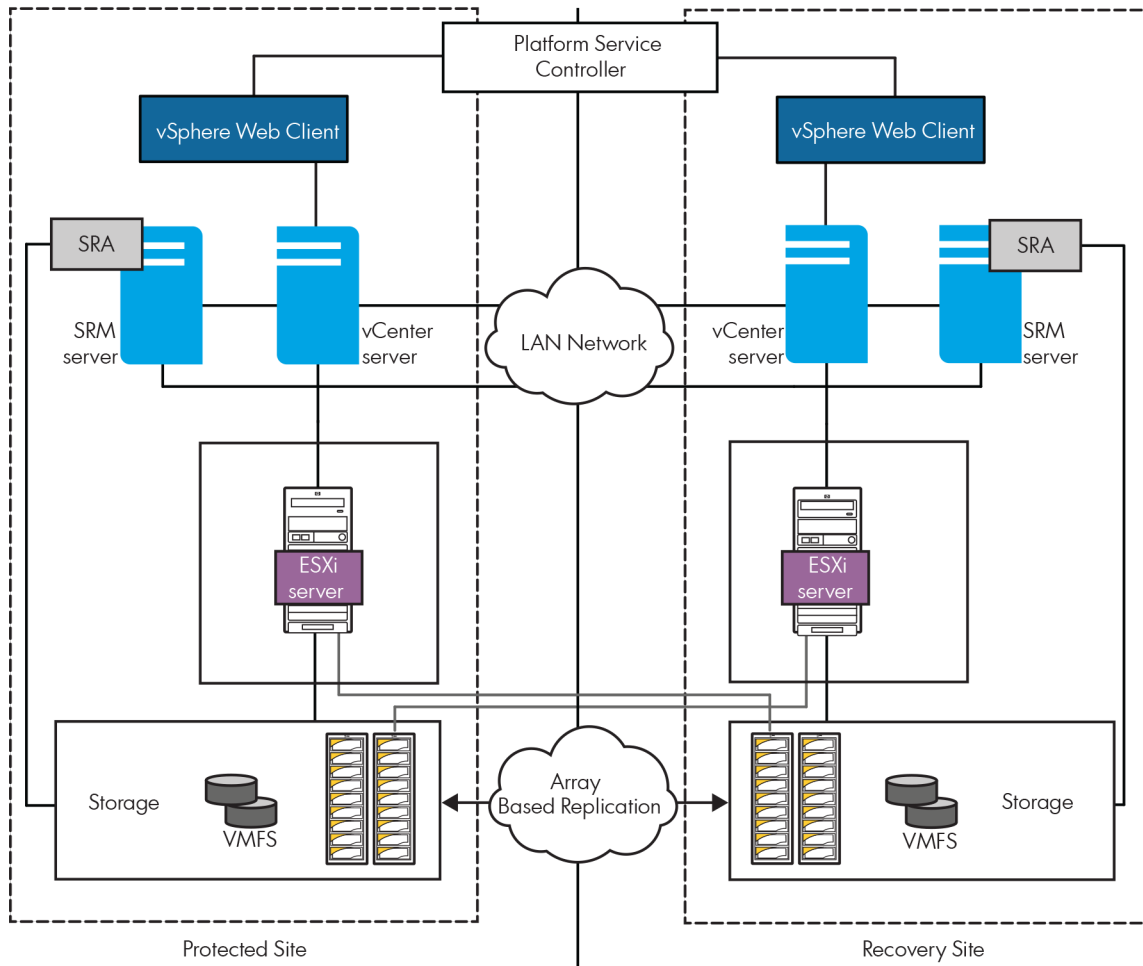 Platform Service
Controller
vSphere Web Client
vSphere Web Client
SRA
SRA
SRM
server
vCenter
server
LAN Network
vCenter
server
SRM
server
ESXi
server
ESXi
server
Storage
VMFS
Array
Based Replication
VMFS
Storage
Protected Site
Recovery Site